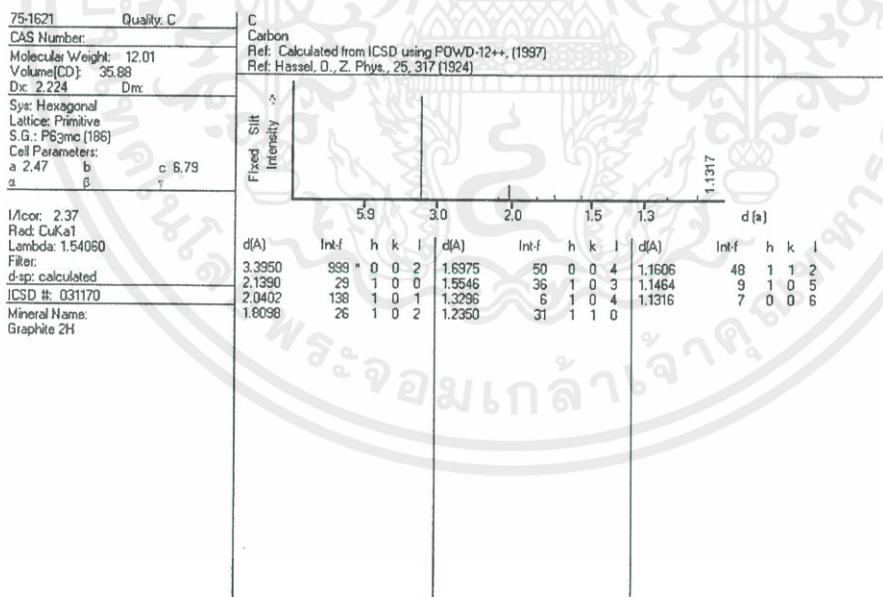 75-1621 Quality: C
CAS Number:
Molecular Weight: 12.01
Volume[CD]: 35.88
Dx: 2.224 Dm:
Sys: Hexagonal
Lattice: Primitive
S.G.: P63mc (186)
Cell Parameters:
a 2.47 b c 6.79
α β γ
I/Icor: 2.37
Rad: CuKa1
Lambda: 1.54060
Filter:
d-sp: calculated
ICSD #: 031170
Mineral Name:
Graphite 2H
C
Carbon
Ref: Calculated from ICSD using POWD-12++, (1997)
Ref: Hassel, O., Z. Phys., 25, 317 (1924)
Fixed Slit
Intensity ->
1.1317
5.9 3.0 2.0 1.5 1.3 d (a)
d(A) Int-f h k l d(A) Int-f h k l d(A) Int-f h k l
3.3950 999 * 0 0 2 1.6975 50 0 0 4 1.1606 48 1 1 2
2.1390 29 1 0 0 1.5546 36 1 0 3 1.1464 9 1 0 5
2.0402 138 1 0 1 1.3296 6 1 0 4 1.1316 7 0 0 6
1.8098 26 1 0 2 1.2350 31 1 1 0